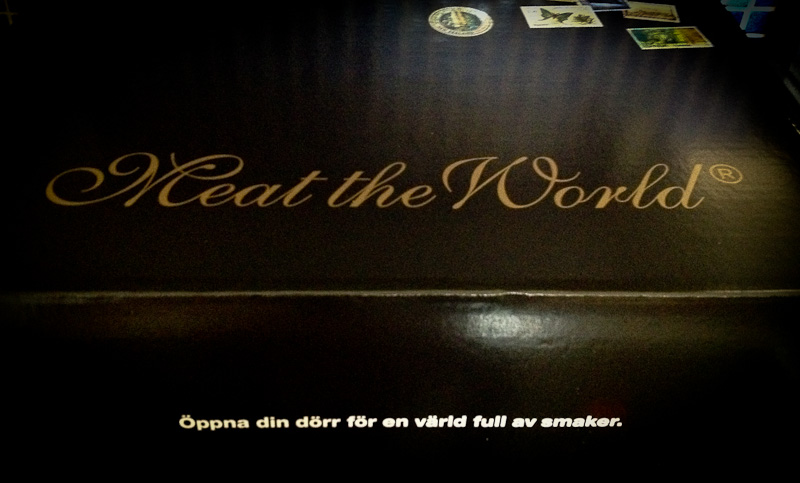 Meat the World®
Öppna din dörr för en värld full av smaker.